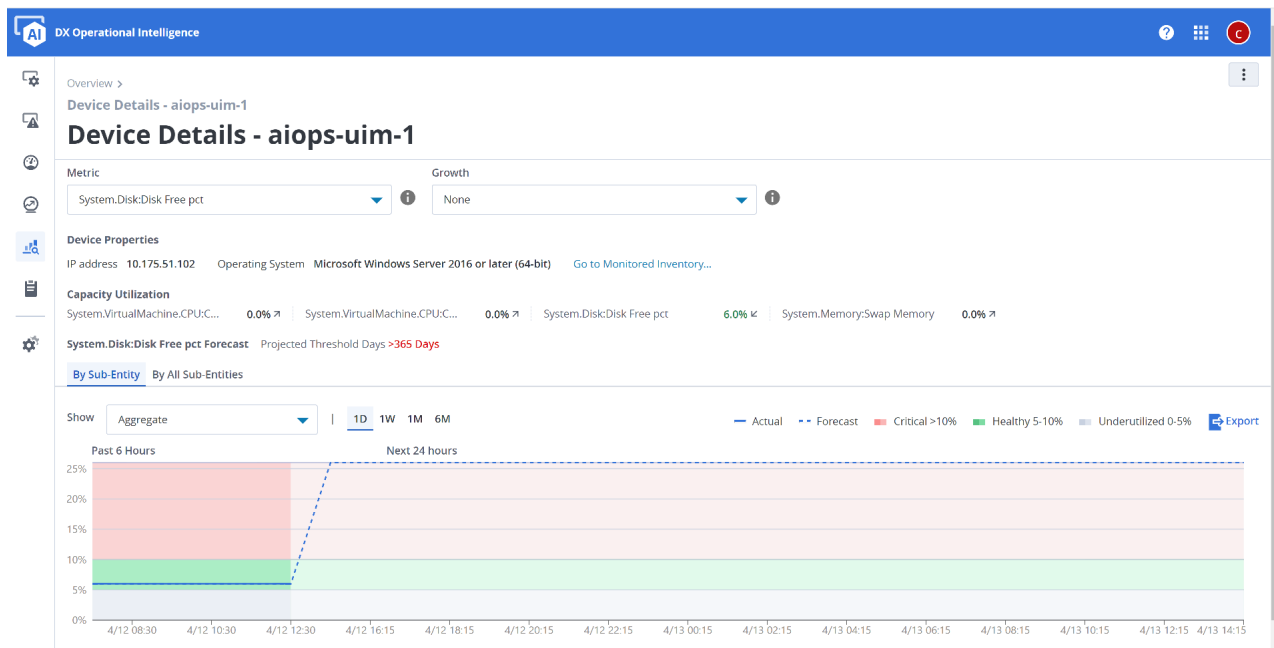 AI DX Operational Intelligence ? C
Overview >
Device Details - aiops-uim-1
Device Details - aiops-uim-1
Metric Growth
System.Disk:Disk Free pct i None i
Device Properties
IP address 10.175.51.102 Operating System Microsoft Windows Server 2016 or later (64-bit) Go to Monitored Inventory...
Capacity Utilization
System.VirtualMachine.CPU:C... 0.0% ↗ System.VirtualMachine.CPU:C... 0.0% ↗ System.Disk:Disk Free pct 6.0% ↙ System.Memory:Swap Memory 0.0% ↗
System.Disk:Disk Free pct Forecast Projected Threshold Days >365 Days
By Sub-Entity By All Sub-Entities
Show Aggregate | 1D 1W 1M 6M Actual Forecast Critical >10% Healthy 5-10% Underutilized 0-5% Export
Past 6 Hours Next 24 hours
25%
20%
15%
10%
5%
0%
4/12 08:30 4/12 10:30 4/12 12:30 4/12 16:15 4/12 18:15 4/12 20:15 4/12 22:15 4/13 00:15 4/13 02:15 4/13 04:15 4/13 06:15 4/13 08:15 4/13 10:15 4/13 12:15 4/13 14:15